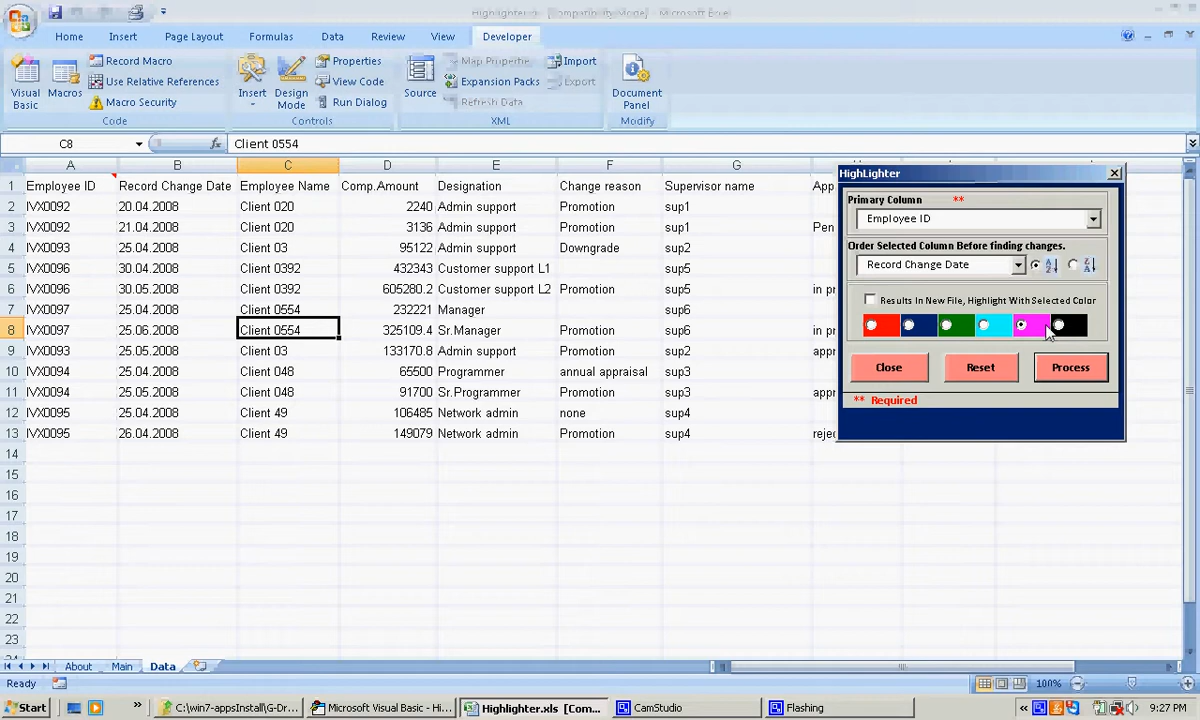 Highlighter.xls [Compatibility Mode] - Microsoft Excel
Home Insert Page Layout Formulas Data Review View Developer
Visual Basic
Macros
Record Macro
Use Relative References
Macro Security
Code
Insert
Design Mode
Properties
View Code
Run Dialog
Controls
Source
Map Properties
Expansion Packs
Refresh Data
Import
Export
XML
Document Panel
Modify
C8 fx Client 0554
A B C D E F G
1 Employee ID Record Change Date Employee Name Comp.Amount Designation Change reason Supervisor name App
2 IVX0092 20.04.2008 Client 020 2240 Admin support Promotion sup1
3 IVX0092 21.04.2008 Client 020 3136 Admin support Promotion sup1 Pen
4 IVX0093 25.04.2008 Client 03 95122 Admin support Downgrade sup2
5 IVX0096 30.04.2008 Client 0392 432343 Customer support L1 sup5
6 IVX0096 30.05.2008 Client 0392 605280.2 Customer support L2 Promotion sup5 in pr
7 IVX0097 25.04.2008 Client 0554 232221 Manager sup6
8 IVX0097 25.06.2008 Client 0554 325109.4 Sr.Manager Promotion sup6 in pr
9 IVX0093 25.05.2008 Client 03 133170.8 Admin support Promotion sup2 appr
10 IVX0094 25.04.2008 Client 048 65500 Programmer annual appraisal sup3
11 IVX0094 25.05.2008 Client 048 91700 Sr.Programmer Promotion sup3 appr
12 IVX0095 25.04.2008 Client 49 106485 Network admin none sup4
13 IVX0095 26.04.2008 Client 49 149079 Network admin Promotion sup4 reje
14
15
16
17
18
19
20
21
22
23
HighLighter
Primary Column **
Employee ID
Order Selected Column Before finding changes.
Record Change Date
Results In New File, Highlight With Selected Color
Close Reset Process
** Required
About Main Data
Ready 100%
Start » C:\win7-appsInstall\G-Dr... Microsoft Visual Basic - Hi... Highlighter.xls [Com... CamStudio Flashing « 9:27 PM